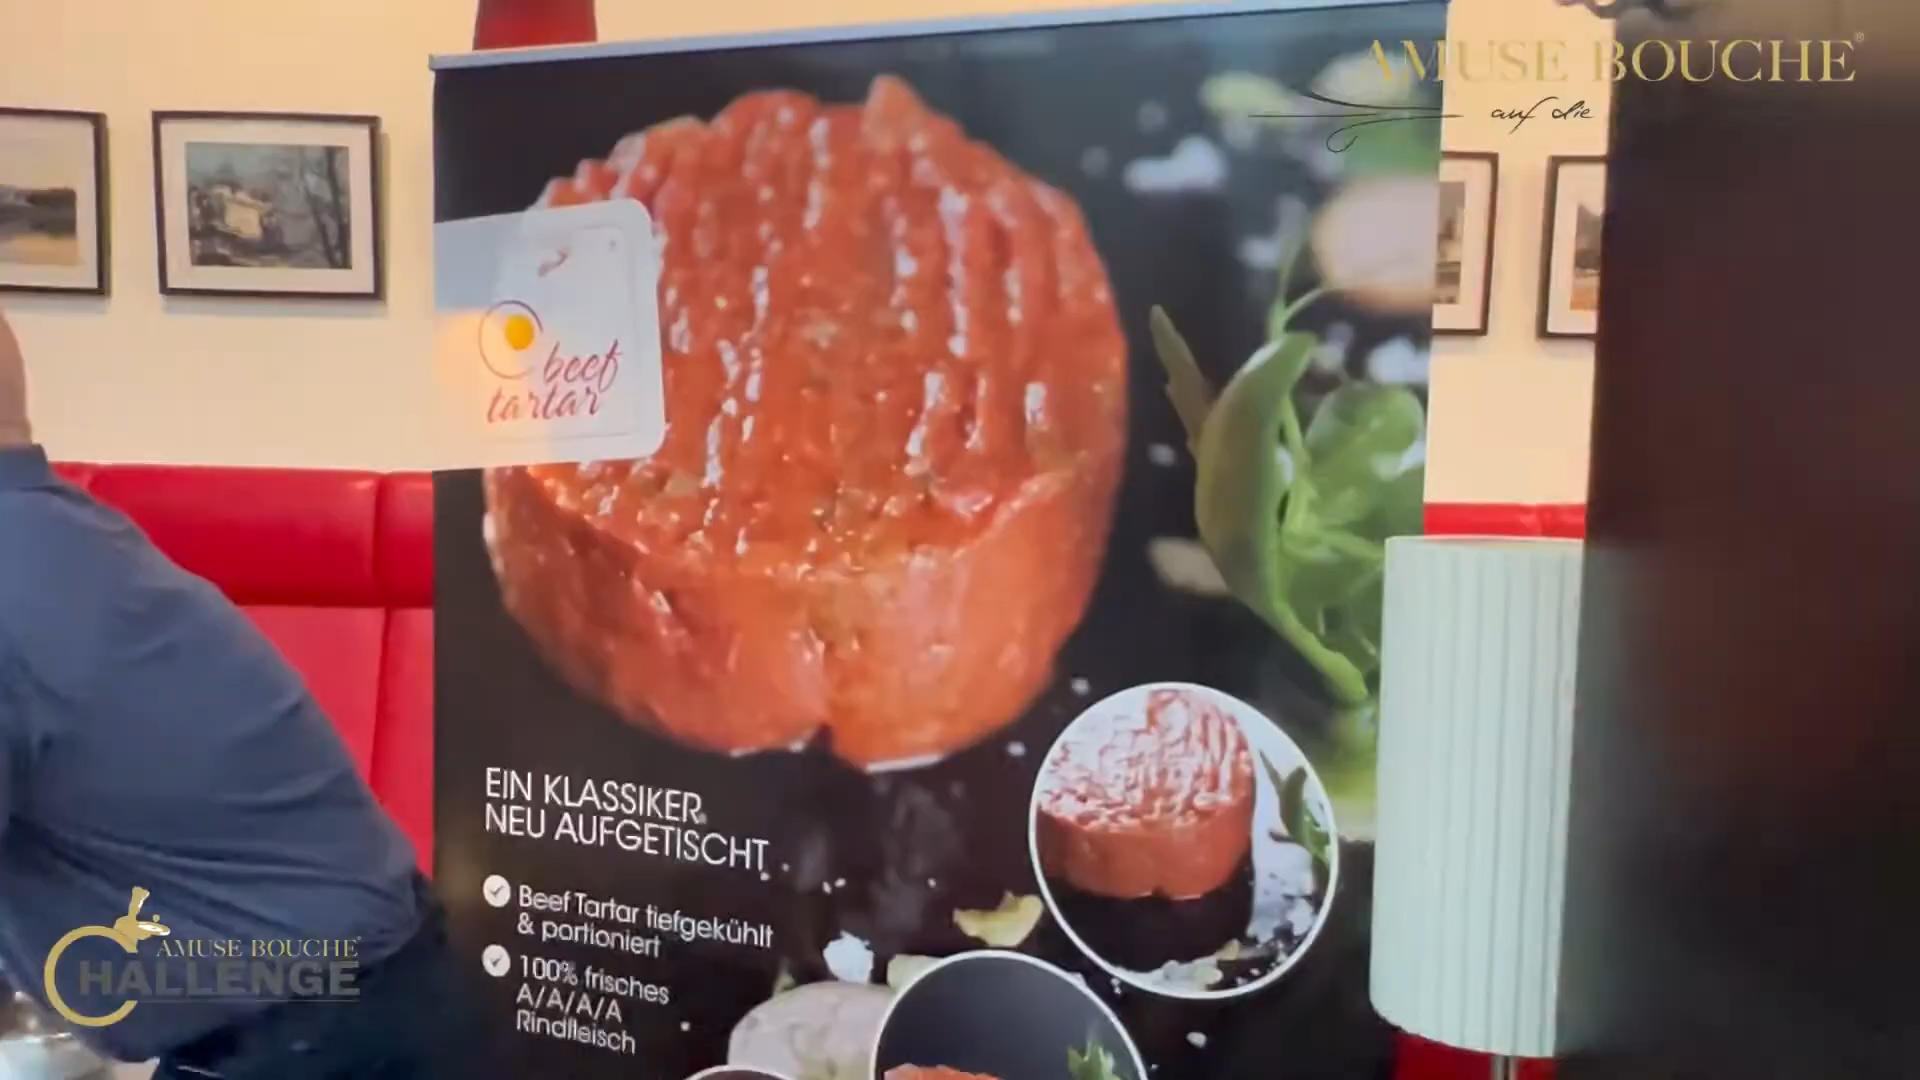 AMUSE BOUCHE®
auf die
beef
tartar
EIN KLASSIKER
NEU AUFGETISCHT
Beef Tartar tiefgekühlt
& portioniert
100% frisches
A/A/A/A
Rindfleisch
AMUSE BOUCHE®
CHALLENGE